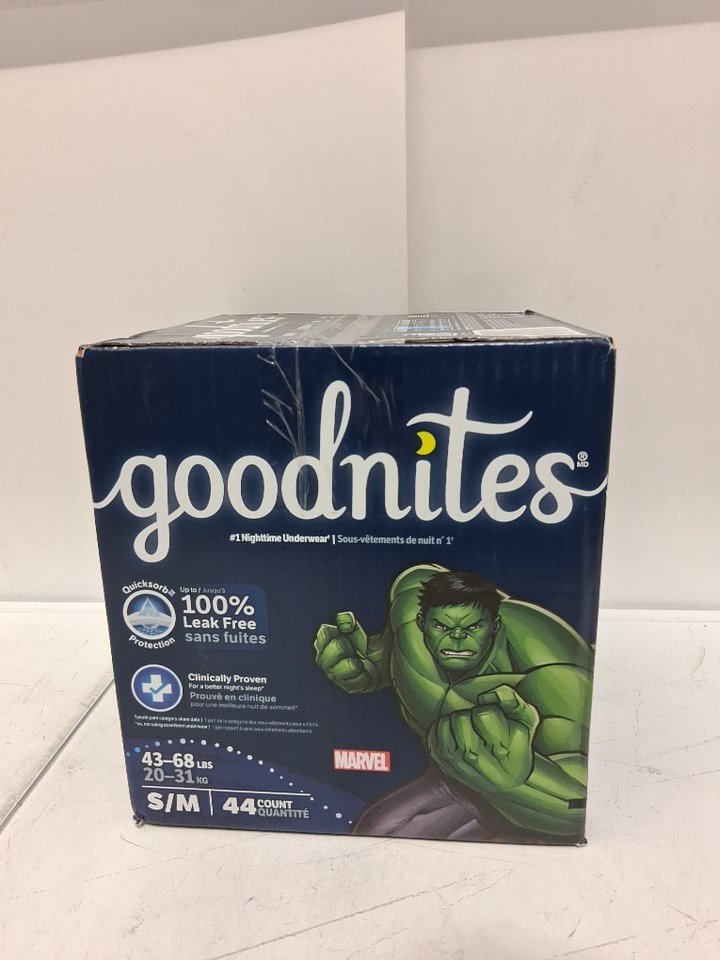 goodnites®
MD
#1 Nighttime Underwear* | Sous-vêtements de nuit n° 1*
Quicksorb
Protection
Up to / Jusqu'à
100%
Leak Free
sans fuites
Clinically Proven
For a better night's sleep*
Prouvé en clinique
pour une meilleure nuit de sommeil*
MARVEL
43–68 LBS
20–31 KG
S/M | 44 COUNT
QUANTITÉ